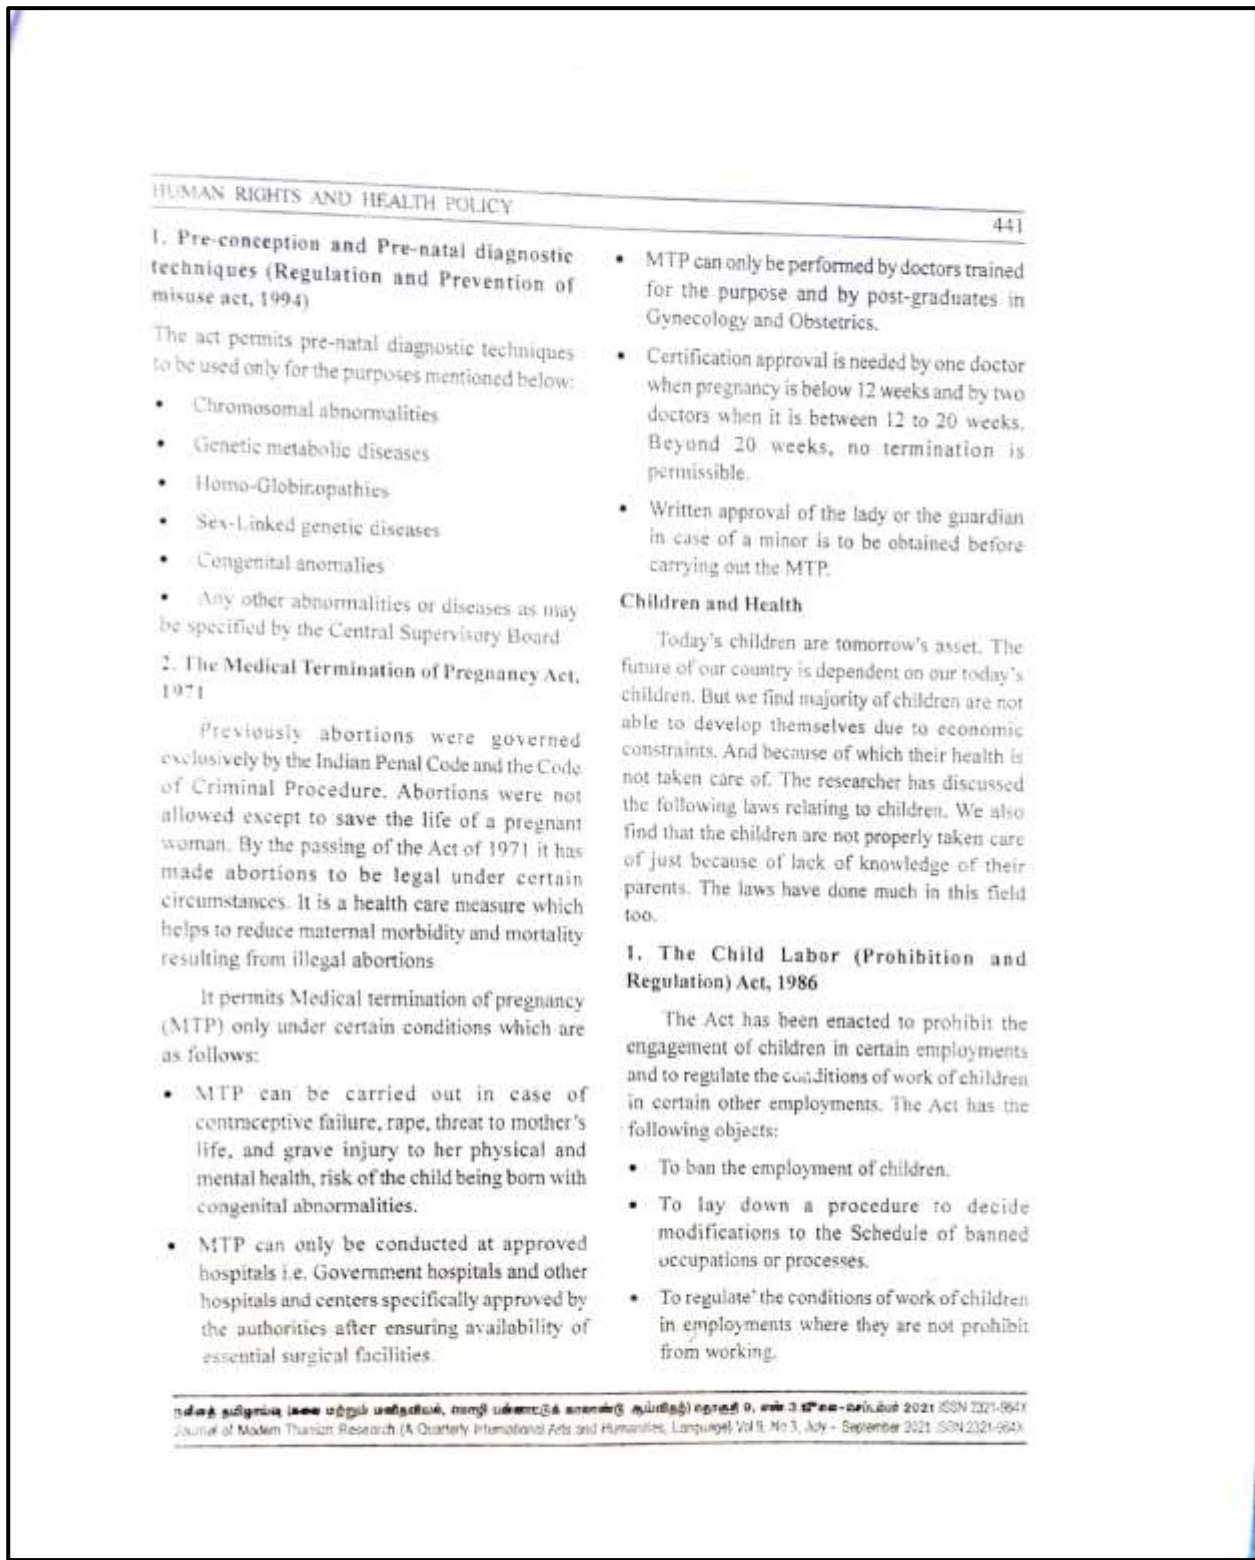 HUMAN RIGHTS AND HEALTH POLICY
441
1. Pre-conception and Pre-natal diagnostic
techniques (Regulation and Prevention of
misuse act, 1994)
The act permits pre-natal diagnostic techniques
to be used only for the purposes mentioned below:
• Chromosomal abnormalities
• Genetic metabolic diseases
• Homo-Globinopathies
• Sex-Linked genetic diseases
• Congenital anomalies
• Any other abnormalities or diseases as may
be specified by the Central Supervisory Board
2. The Medical Termination of Pregnancy Act,
1971
Previously abortions were governed
exclusively by the Indian Penal Code and the Code
of Criminal Procedure. Abortions were not
allowed except to save the life of a pregnant
woman. By the passing of the Act of 1971 it has
made abortions to be legal under certain
circumstances. It is a health care measure which
helps to reduce maternal morbidity and mortality
resulting from illegal abortions
It permits Medical termination of pregnancy
(MTP) only under certain conditions which are
as follows:
• MTP can be carried out in case of
contraceptive failure, rape, threat to mother's
life, and grave injury to her physical and
mental health, risk of the child being born with
congenital abnormalities.
• MTP can only be conducted at approved
hospitals i.e. Government hospitals and other
hospitals and centers specifically approved by
the authorities after ensuring availability of
essential surgical facilities.
• MTP can only be performed by doctors trained
for the purpose and by post-graduates in
Gynecology and Obstetrics.
• Certification approval is needed by one doctor
when pregnancy is below 12 weeks and by two
doctors when it is between 12 to 20 weeks.
Beyond 20 weeks, no termination is
permissible.
• Written approval of the lady or the guardian
in case of a minor is to be obtained before
carrying out the MTP.
Children and Health
Today's children are tomorrow's asset. The
future of our country is dependent on our today's
children. But we find majority of children are not
able to develop themselves due to economic
constraints. And because of which their health is
not taken care of. The researcher has discussed
the following laws relating to children. We also
find that the children are not properly taken care
of just because of lack of knowledge of their
parents. The laws have done much in this field
too.
1. The Child Labor (Prohibition and
Regulation) Act, 1986
The Act has been enacted to prohibit the
engagement of children in certain employments
and to regulate the conditions of work of children
in certain other employments. The Act has the
following objects:
• To ban the employment of children.
• To lay down a procedure to decide
modifications to the Schedule of banned
occupations or processes.
• To regulate' the conditions of work of children
in employments where they are not prohibit
from working.
நவீனத் தமிழாய்வு (கலை மற்றும் மனிதவியல், மொழி பன்னாட்டுக் காலாண்டு ஆய்விதழ்) தொகுதி 9, எண் 3 ஜூலை-செப்டம்பர் 2021 ISSN 2321-984X
Journal of Modern Thamizh Research (A Quarterly International Arts and Humanities, Language) Vol 9, No 3, July - September 2021 ISSN 2321-984X